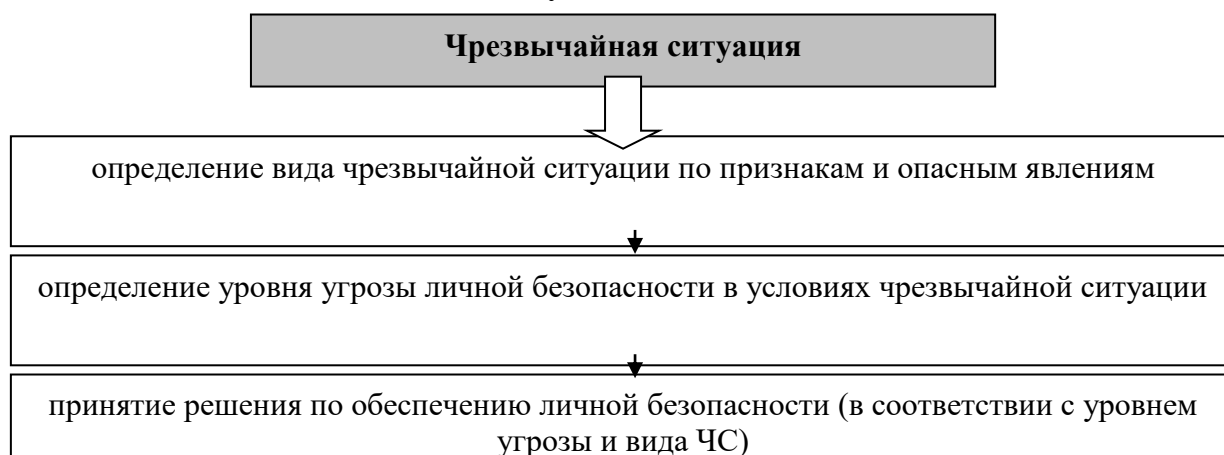 Чрезвычайная ситуация
определение вида чрезвычайной ситуации по признакам и опасным явлениям
определение уровня угрозы личной безопасности в условиях чрезвычайной ситуации
принятие решения по обеспечению личной безопасности (в соответствии с уровнем
угрозы и вида ЧС)